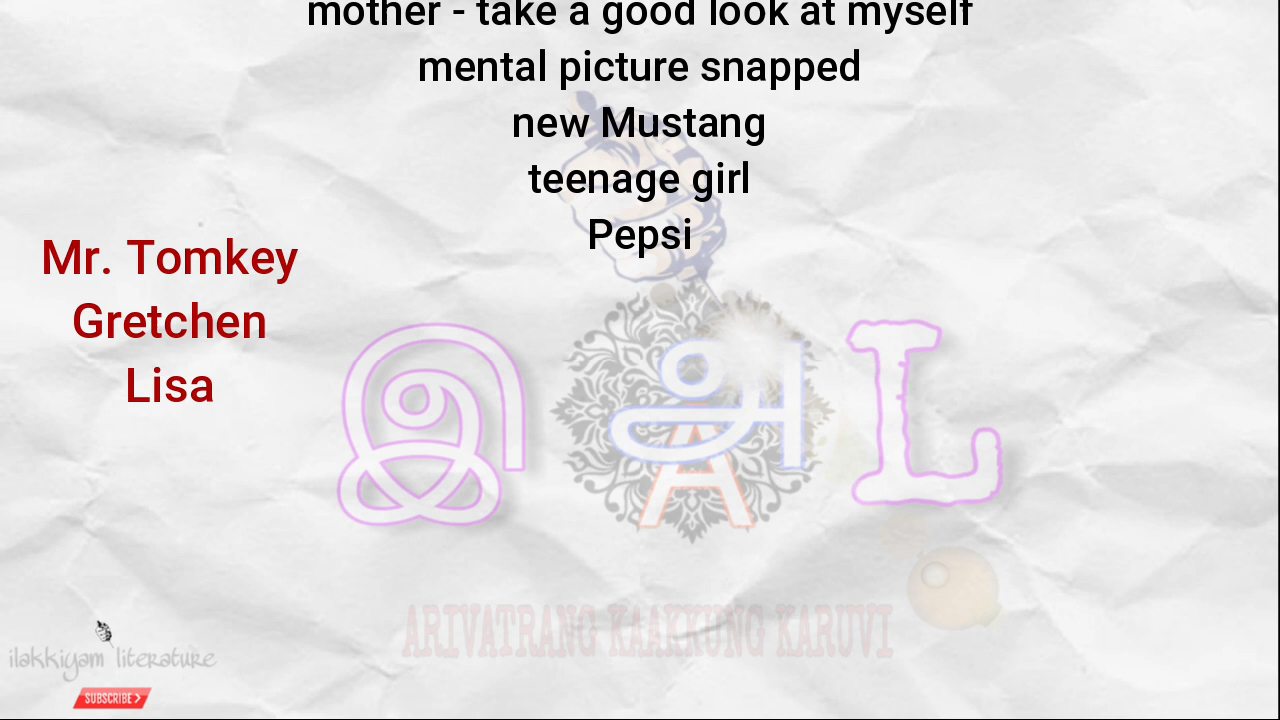 mother - take a good look at myself
mental picture snapped
new Mustang
teenage girl
Pepsi
Mr. Tomkey
Gretchen
Lisa
இ அ L
A
ARIVATRANG KAAKKUNG KARUVI
ilakkiyam literature
SUBSCRIBE >